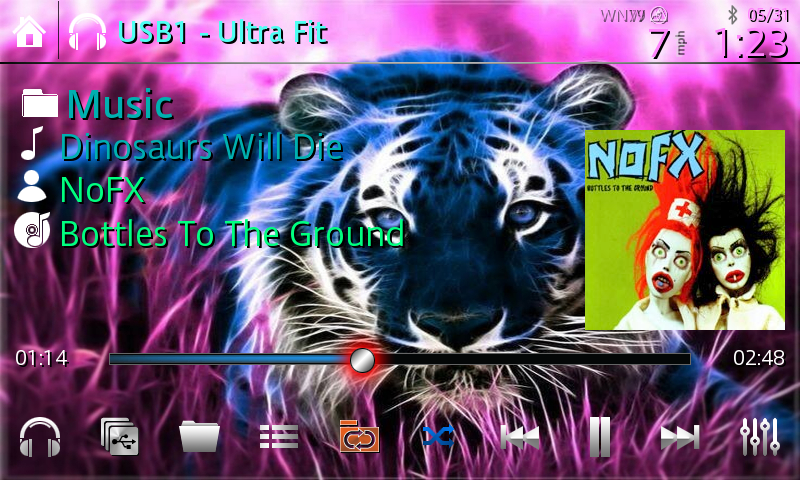 USB1 - Ultra Fit
WNW
05/31
7 mph
1:23
Music
Dinosaurs Will Die
NoFX
Bottles To The Ground
NOFX
BOTTLES TO THE GROUND
01:14
02:48